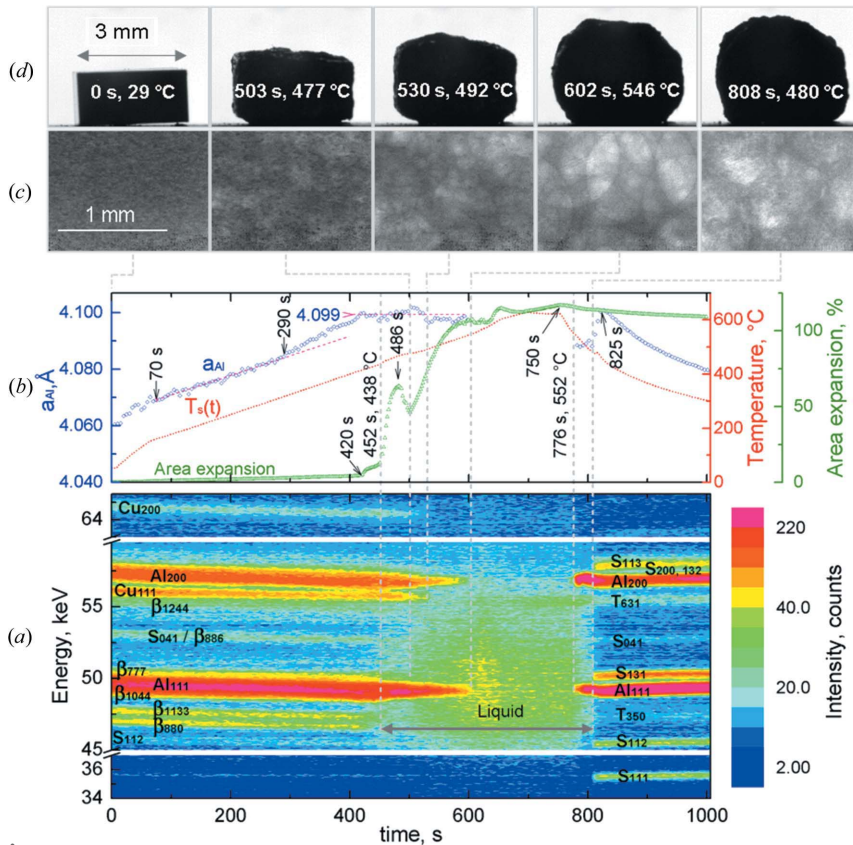 (d)
3 mm
0 s, 29 °C
503 s, 477 °C
530 s, 492 °C
602 s, 546 °C
808 s, 480 °C
(c)
1 mm
(b)
aAl, Å
4.100
4.080
4.060
4.040
70 s
290 s
4.099
aAl
Ts(t)
Area expansion
420 s
452 s, 438 °C
486 s
750 s
776 s, 552 °C
825 s
600
400
200
0
Temperature, °C
100
50
0
Area expansion, %
(a)
Energy, keV
64
55
50
45
36
34
Cu200
Al200
Cu111
β1244
S041 / β886
β777
Al111
β1044
β1133
β880
S112
Liquid
S113
S200, 132
Al200
T631
S041
S131
Al111
T350
S112
S111
0
200
400
600
800
1000
time, s
220
40.0
20.0
2.00
Intensity, counts